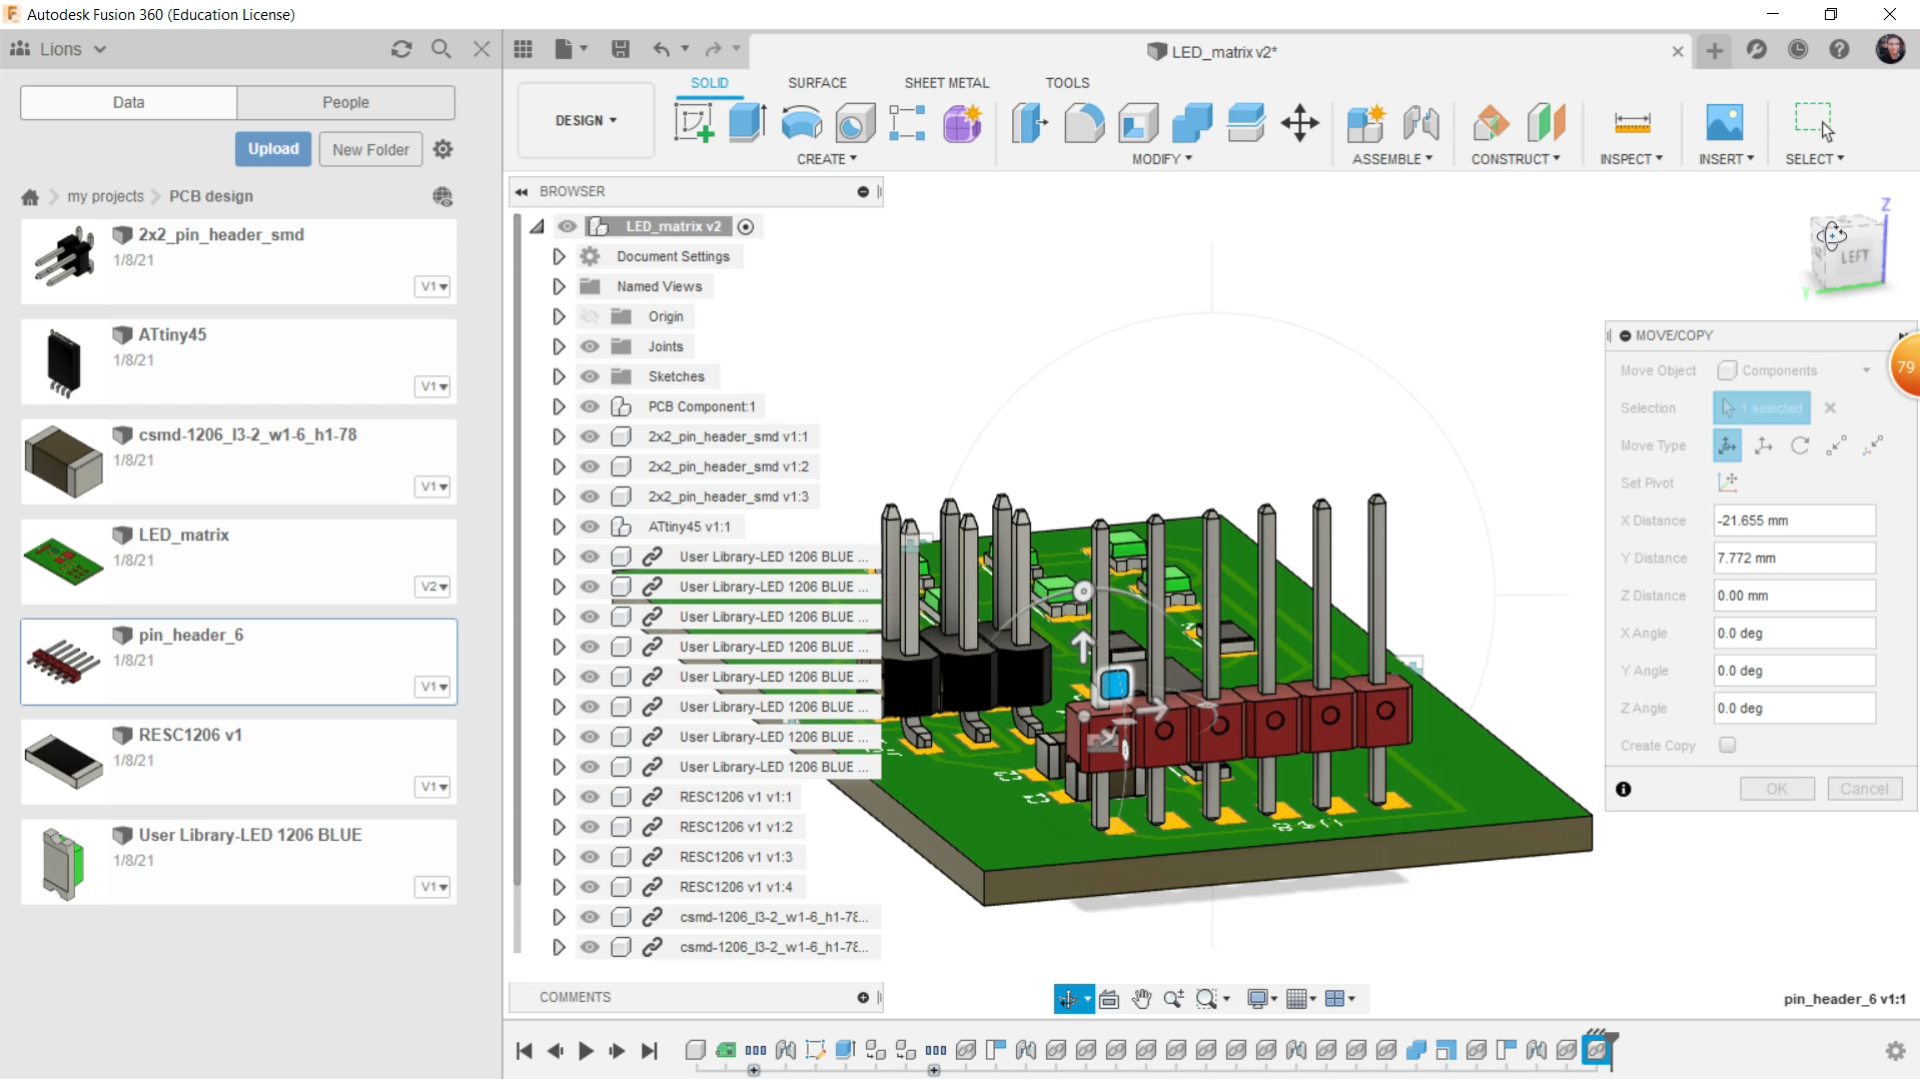 Autodesk Fusion 360 (Education License)
Lions
LED_matrix v2*
Data
People
Upload
New Folder
my projects
PCB design
2x2_pin_header_smd
1/8/21
V1
ATtiny45
1/8/21
V1
csmd-1206_l3-2_w1-6_h1-78
1/8/21
V1
LED_matrix
1/8/21
V2
pin_header_6
1/8/21
V1
RESC1206 v1
1/8/21
V1
User Library-LED 1206 BLUE
1/8/21
V1
DESIGN
SOLID
SURFACE
SHEET METAL
TOOLS
CREATE
MODIFY
ASSEMBLE
CONSTRUCT
INSPECT
INSERT
SELECT
BROWSER
LED_matrix v2
Document Settings
Named Views
Origin
Joints
Sketches
PCB Component:1
2x2_pin_header_smd v1:1
2x2_pin_header_smd v1:2
2x2_pin_header_smd v1:3
ATtiny45 v1:1
User Library-LED 1206 BLUE ...
User Library-LED 1206 BLUE ...
User Library-LED 1206 BLUE ...
User Library-LED 1206 BLUE ...
User Library-LED 1206 BLUE ...
User Library-LED 1206 BLUE ...
User Library-LED 1206 BLUE ...
User Library-LED 1206 BLUE ...
RESC1206 v1 v1:1
RESC1206 v1 v1:2
RESC1206 v1 v1:3
RESC1206 v1 v1:4
csmd-1206_l3-2_w1-6_h1-78...
csmd-1206_l3-2_w1-6_h1-78...
COMMENTS
Z
LEFT
Y
MOVE/COPY
Move Object
Components
Selection
1 selected
Move Type
Set Pivot
X Distance
-21.655 mm
Y Distance
7.772 mm
Z Distance
0.00 mm
X Angle
0.0 deg
Y Angle
0.0 deg
Z Angle
0.0 deg
Create Copy
OK
Cancel
79
pin_header_6 v1:1